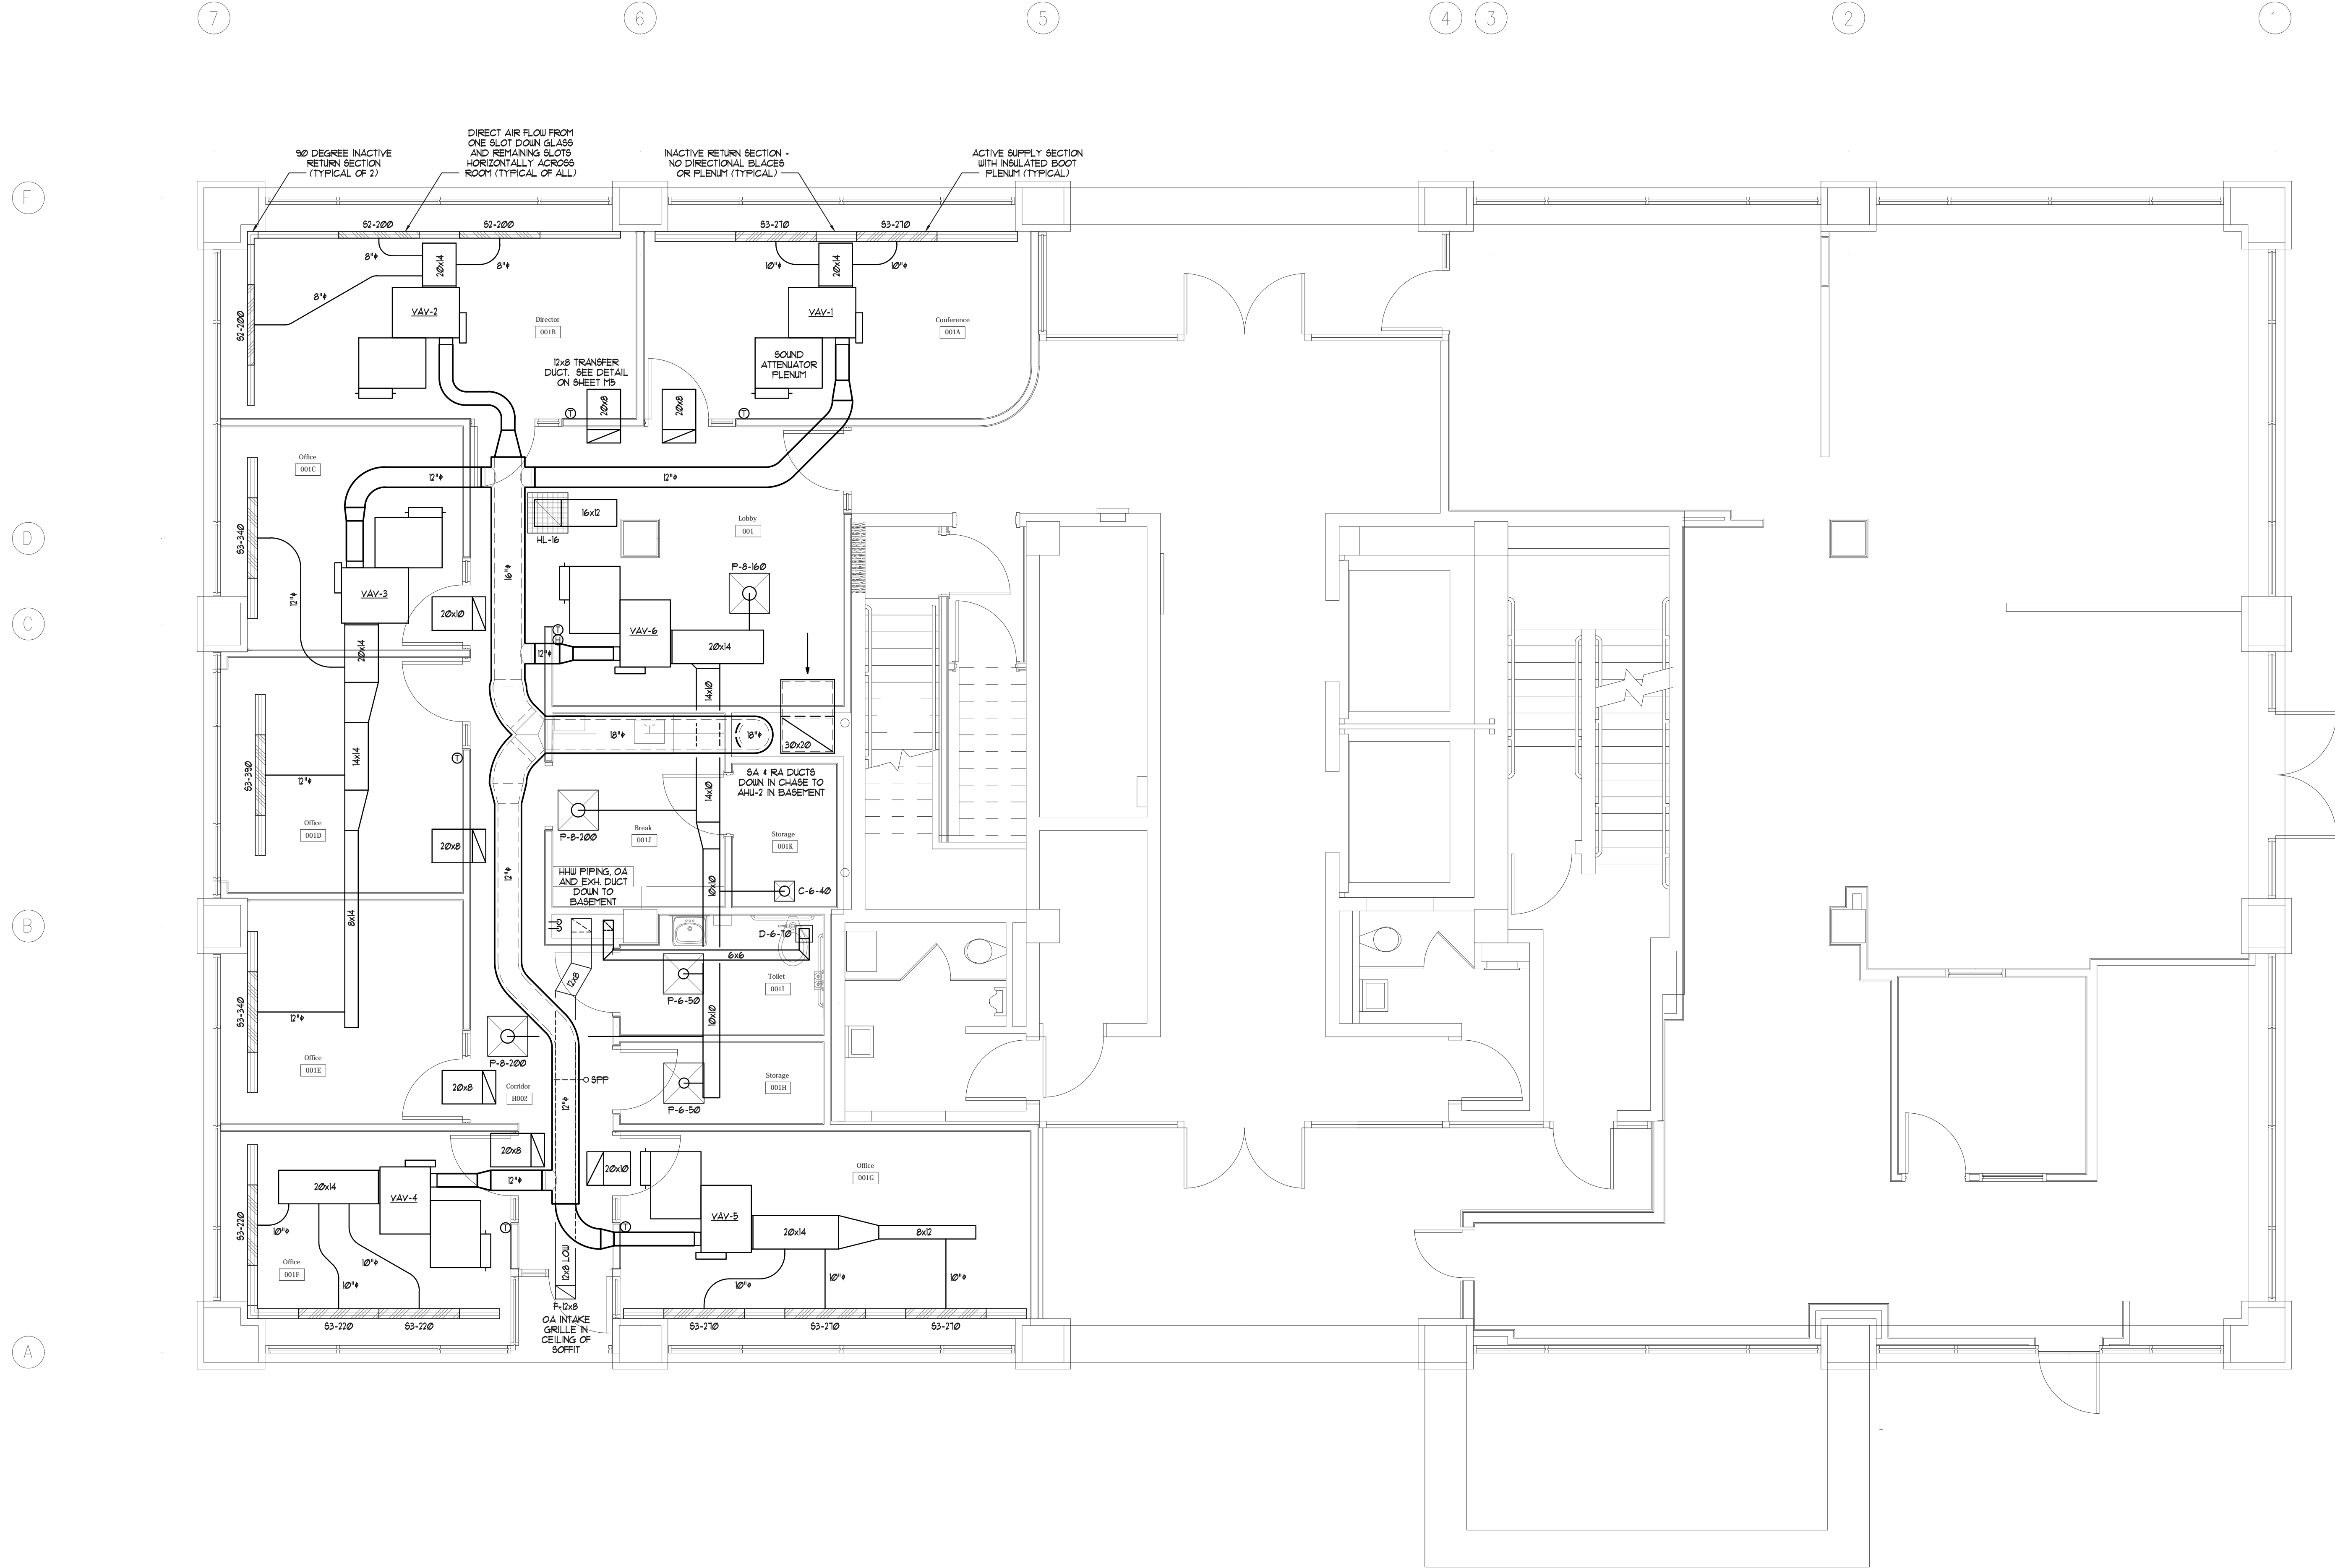 7
6
5
4
3
2
1
90 DEGREE INACTIVE
RETURN SECTION
(TYPICAL OF 2)
DIRECT AIR FLOW FROM
ONE SLOT DOWN GLASS
AND REMAINING SLOTS
HORIZONTALLY ACROSS
ROOM (TYPICAL OF ALL)
INACTIVE RETURN SECTION -
NO DIRECTIONAL BLACES
OR PLENUM (TYPICAL)
ACTIVE SUPPLY SECTION
WITH INSULATED BOOT
PLENUM (TYPICAL)
E
S2-200
S2-200
S3-270
S3-270
8"ф
20x14
8"ф
10"ф
20x14
10"ф
8"ф
S2-200
VAV-2
VAV-1
Director
001B
Conference
001A
12x8 TRANSFER
DUCT. SEE DETAIL
ON SHEET M5
SOUND
ATTENUATOR
PLENUM
20x8
20x8
T
T
Office
001C
12"ф
12"ф
16x12
HL-16
Lobby
001
D
S3-340
16"ф
P-8-160
VAV-3
12"ф
20x10
C
T
H
VAV-6
12"ф
20x14
20x14
14x10
18"ф
18"ф
30x20
14x14
T
S3-390
12"ф
SA & RA DUCTS
DOWN IN CHASE TO
AHU-2 IN BASEMENT
14x10
Office
001D
20x8
P-8-200
Break
001J
Storage
001K
12"ф
HHW PIPING, OA
AND EXH. DUCT
DOWN TO
BASEMENT
10x10
C-6-40
B
8x14
D-6-70
6x6
12x8
Toilet
001I
P-6-50
S3-340
12"ф
10x10
P-8-200
Office
001E
20x8
Corridor
H002
SPP
12"ф
Storage
001H
P-6-50
20x8
20x10
Office
001G
20x14
VAV-4
12"ф
VAV-5
S3-220
10"ф
T
T
20x14
8x12
10"ф
12x8 LOW
Office
001F
10"ф
10"ф
10"ф
10"ф
S3-220
S3-220
F-12x8
OA INTAKE
GRILLE IN
CEILING OF
SOFFIT
S3-270
S3-270
S3-270
A